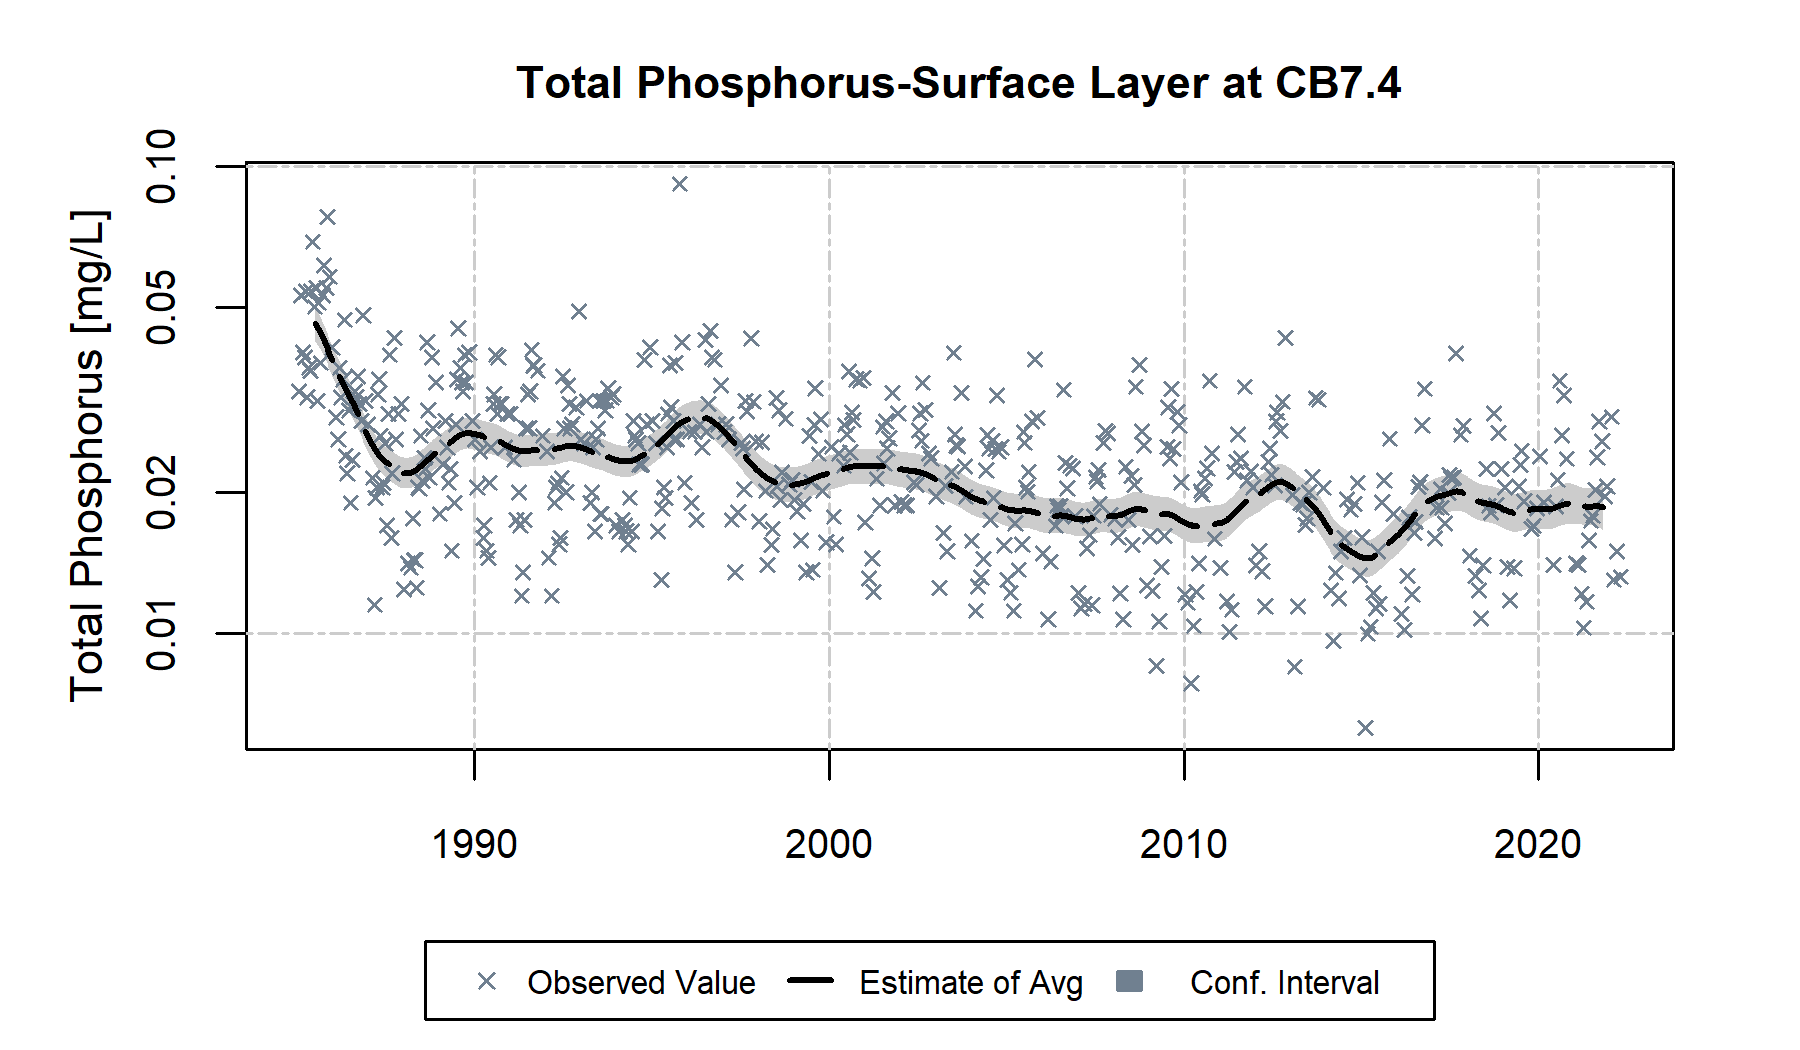 Total Phosphorus-Surface Layer at CB7.4
Total Phosphorus [mg/L]
0.10
0.05
0.02
0.01
1990 2000 2010 2020
Observed Value Estimate of Avg Conf. Interval